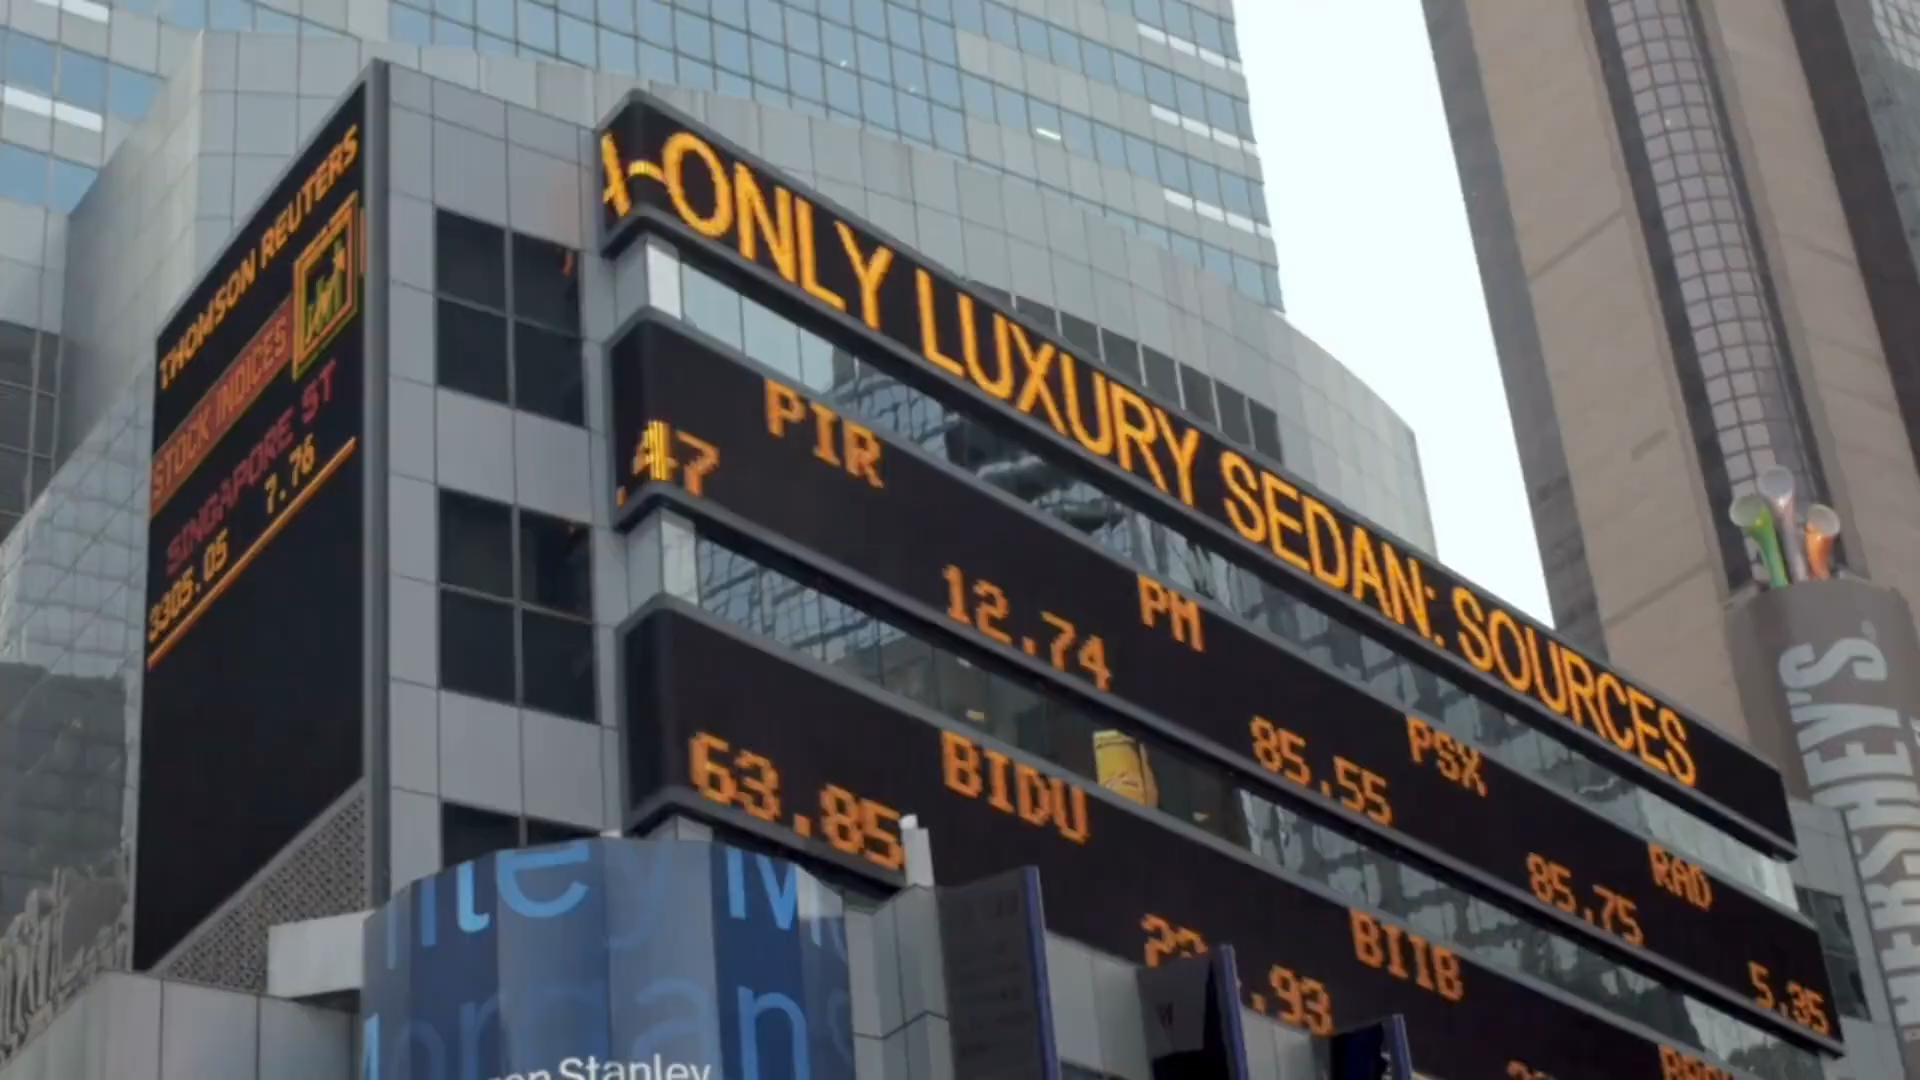 THOMSON REUTERS
STOCK INDICES
SINGAPORE ST
3305.05 7.76
-ONLY LUXURY SEDAN: SOURCES
.47 PIR 12.74 PM 85.55 PSX 85.75 RAD 5.35
63.85 BIDU .93 BIIB
Stanley
HERSHEY'S